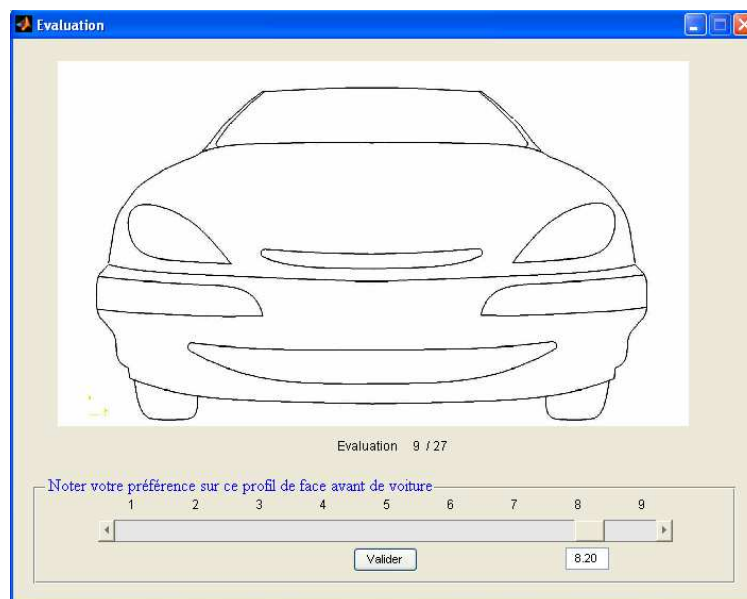 Evaluation
Evaluation 9 / 27
Noter votre préférence sur ce profil de face avant de voiture
1 2 3 4 5 6 7 8 9
Valider 8.20